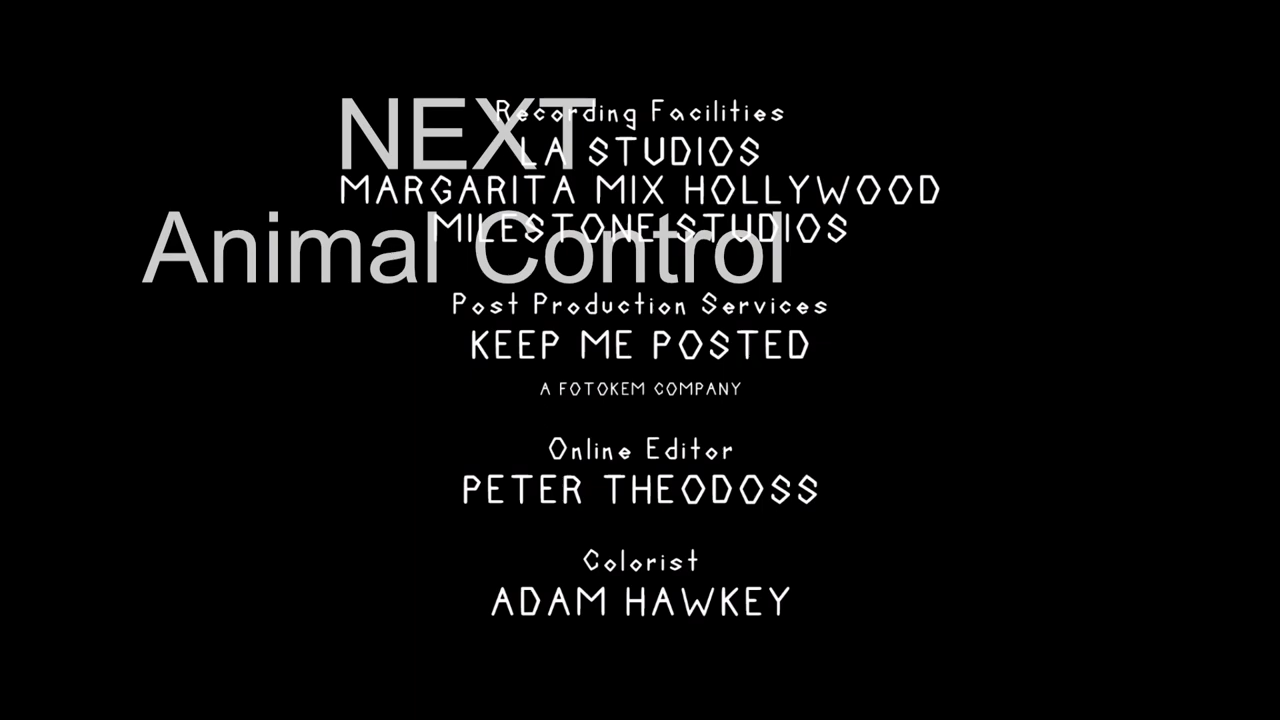 NEXT
Animal Control
Recording Facilities
LA STUDIOS
MARGARITA MIX HOLLYWOOD
MILESTONE STUDIOS
Post Production Services
KEEP ME POSTED
A FOTOKEM COMPANY
Online Editor
PETER THEODOSS
Colorist
ADAM HAWKEY